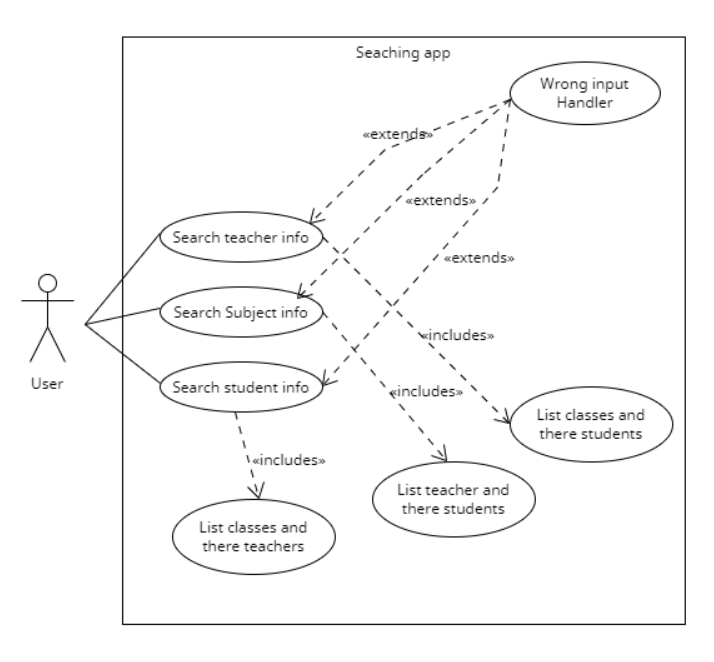 Seaching app
Wrong input
Handler
«extends»
«extends»
«extends»
Search teacher info
Search Subject info
Search student info
User
«includes»
«includes»
«includes»
List classes and
there students
List teacher and
there students
List classes and
there teachers